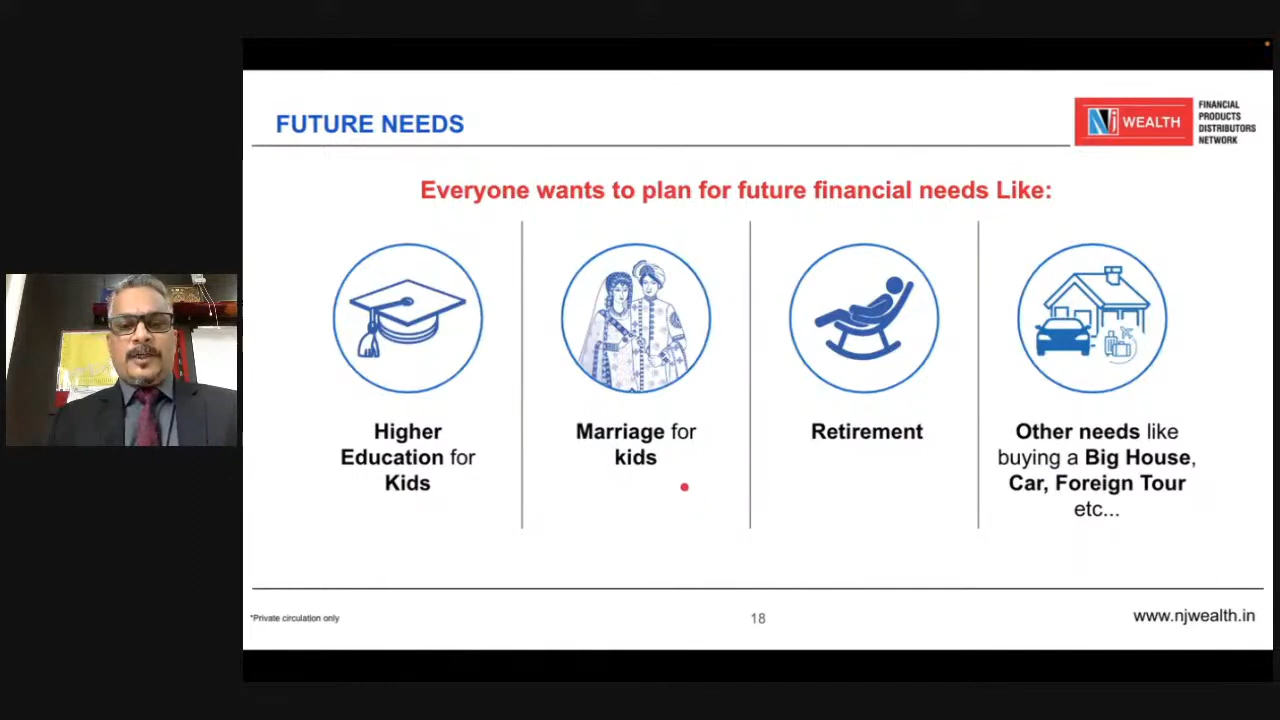 FUTURE NEEDS
Nj WEALTH
FINANCIAL
PRODUCTS
DISTRIBUTORS
NETWORK
Everyone wants to plan for future financial needs Like:
Higher
Education for
Kids
Marriage for
kids
Retirement
Other needs like
buying a Big House,
Car, Foreign Tour
etc...
*Private circulation only
18
www.njwealth.in